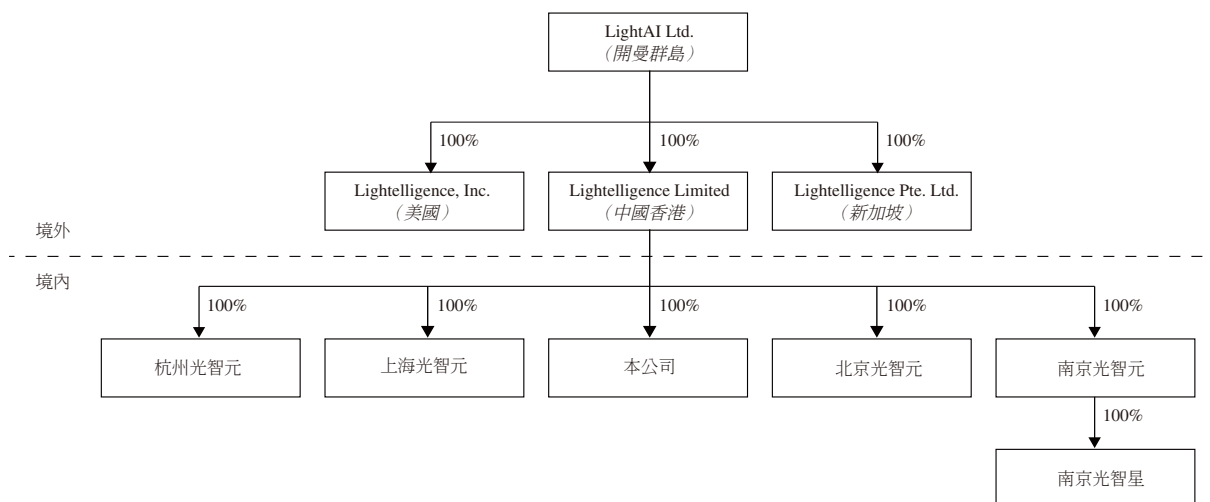 LightAI Ltd.
（開曼群島）
100%
100%
100%
Lightelligence, Inc.
（美國）
Lightelligence Limited
（中國香港）
Lightelligence Pte. Ltd.
（新加坡）
境外
境內
100%
100%
100%
100%
100%
杭州光智元
上海光智元
本公司
北京光智元
南京光智元
100%
南京光智星